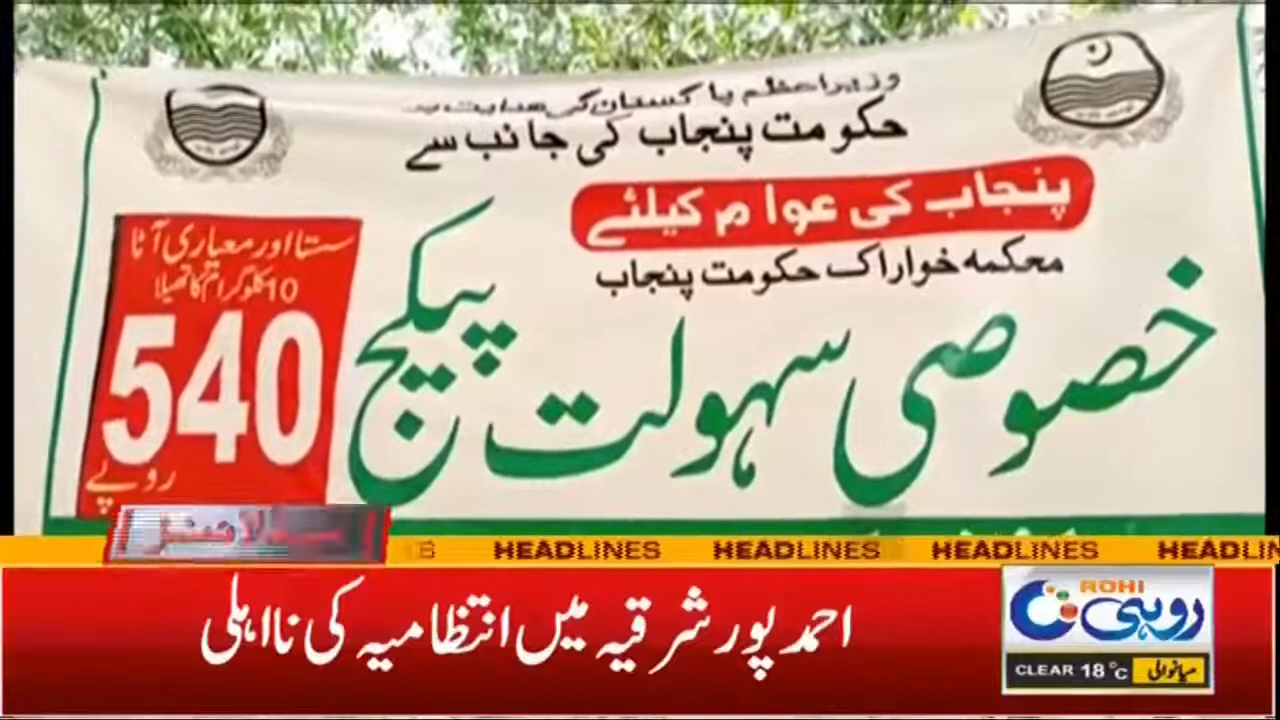 وزیراعظم پاکستان کی ہدایت پر
حکومت پنجاب کی جانب سے
پنجاب کی عوام کیلئے
محکمہ خوراک حکومت پنجاب
خصوصی سہولت پیکج
سستا اور معیاری آٹا
10 کلوگرام کا تھیلا
540
روپے
HEADLINES HEADLINES HEADLINES HEADLIN
احمد پور شرقیہ میں انتظامیہ کی نااہلی
ROHI
روہی
CLEAR 18°C میانوالی